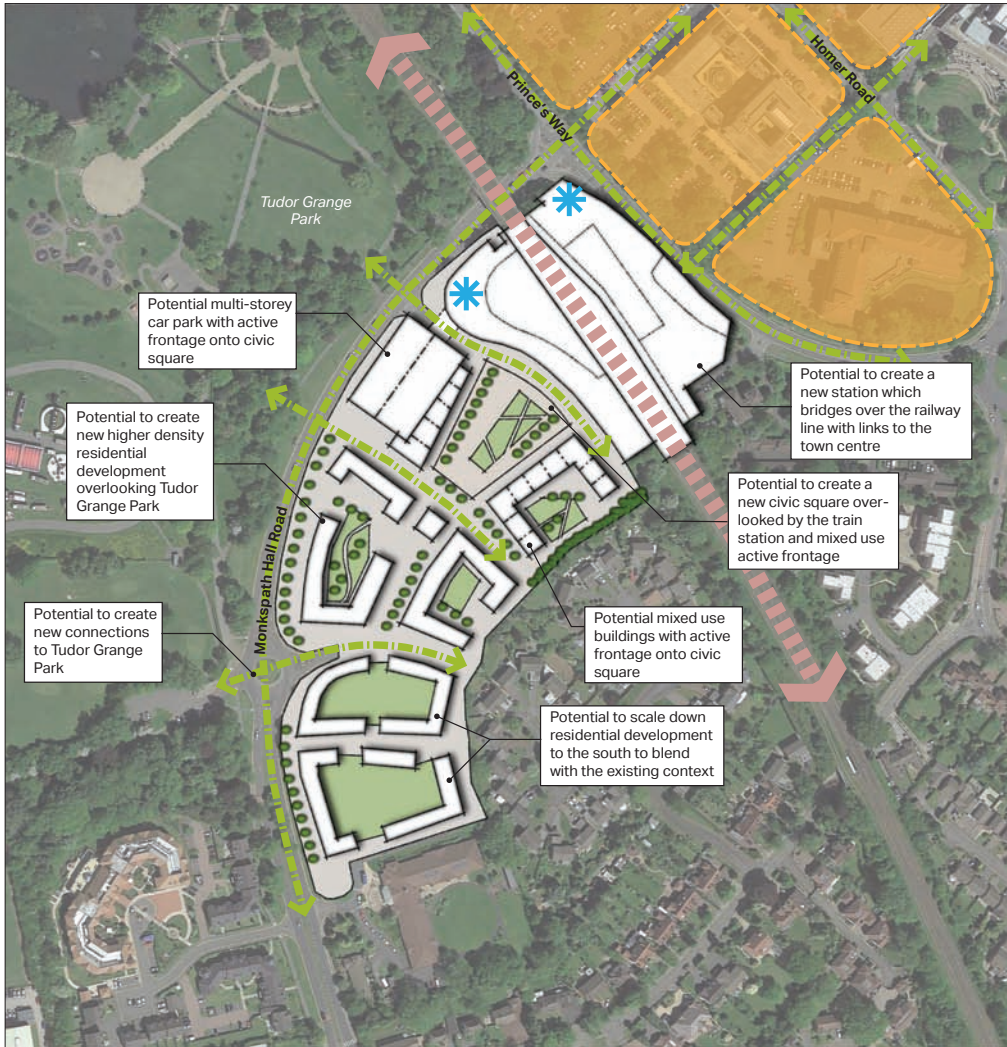 Homer Road
Prince's Way
Tudor Grange
Park
Potential multi-storey
car park with active
frontage onto civic
square
Potential to create a
new station which
bridges over the railway
line with links to the
town centre
Potential to create
new higher density
residential
development
overlooking Tudor
Grange Park
Potential to create a
new civic square over-
looked by the train
station and mixed use
active frontage
Monkspath Hall Road
Potential to create
new connections
to Tudor Grange
Park
Potential mixed use
buildings with active
frontage onto civic
square
Potential to scale down
residential development
to the south to blend
with the existing context